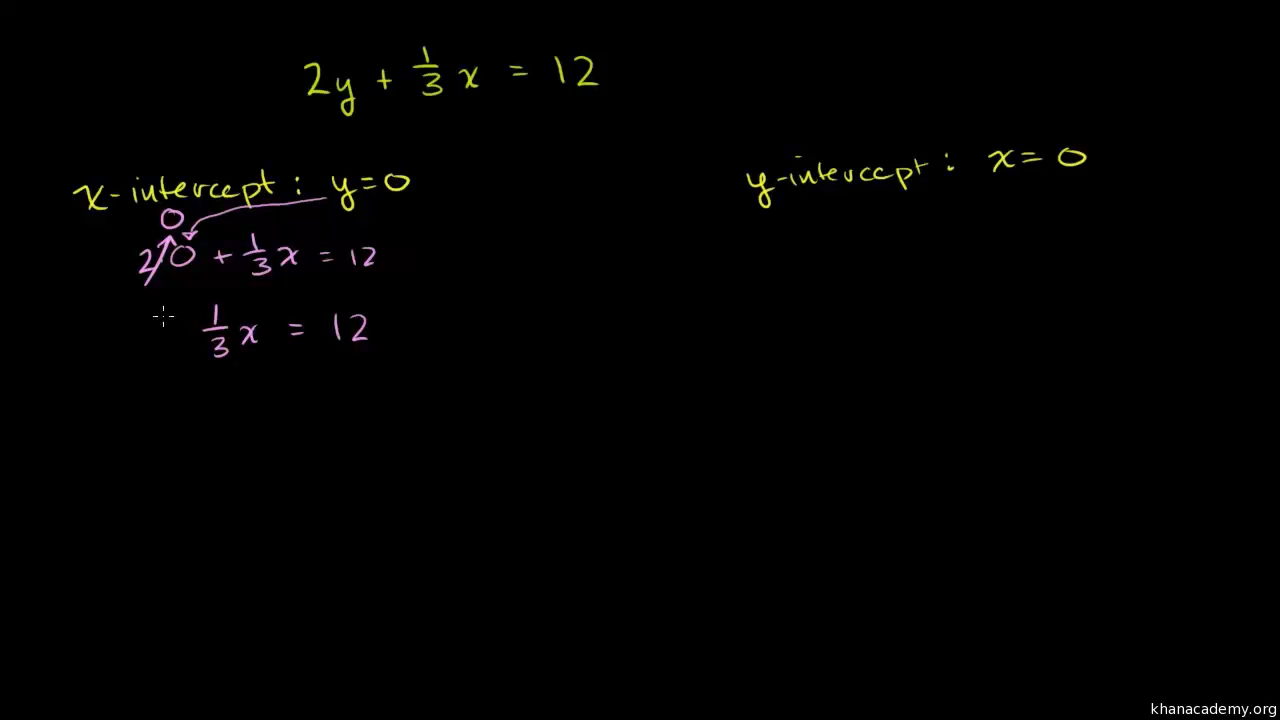 2y + 1/3 x = 12
x-intercept: y=0
y-intercept: x=0
0
2·0 + 1/3 x = 12
1/3 x = 12
khanacademy.org